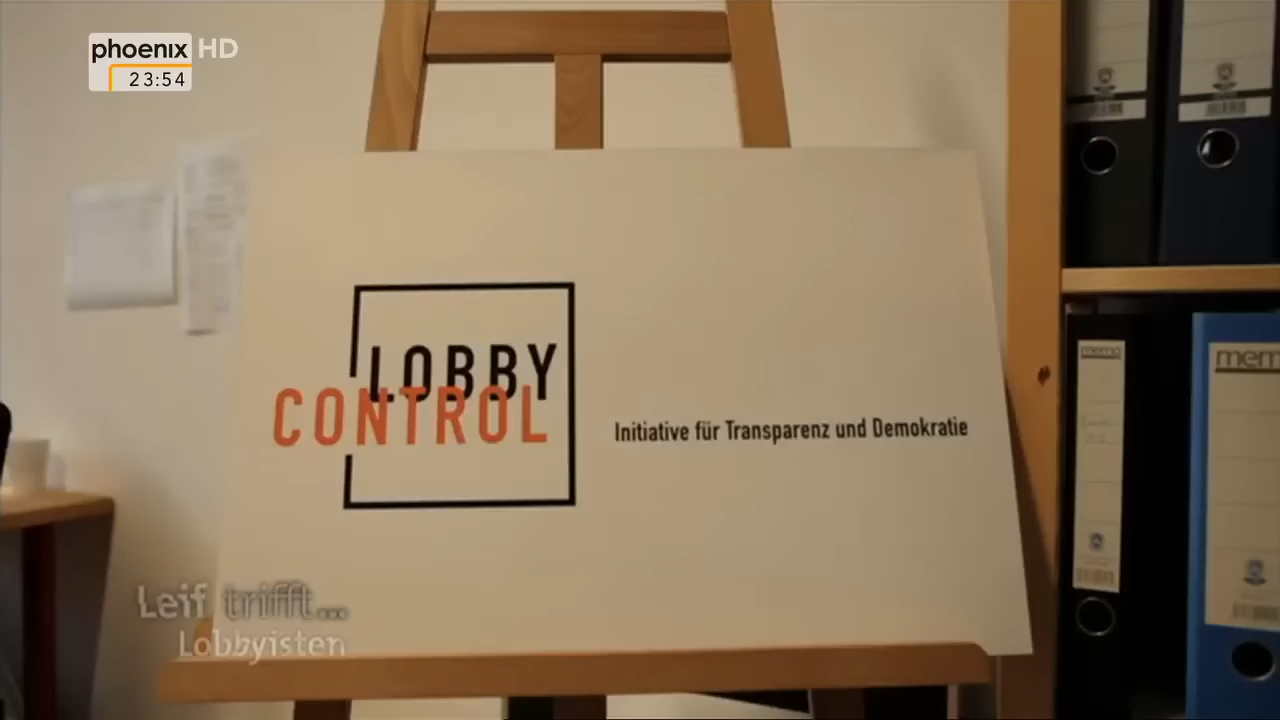 phoenix HD
23:54
LOBBY
CONTROL
Initiative für Transparenz und Demokratie
Leif trifft...
Lobbyisten